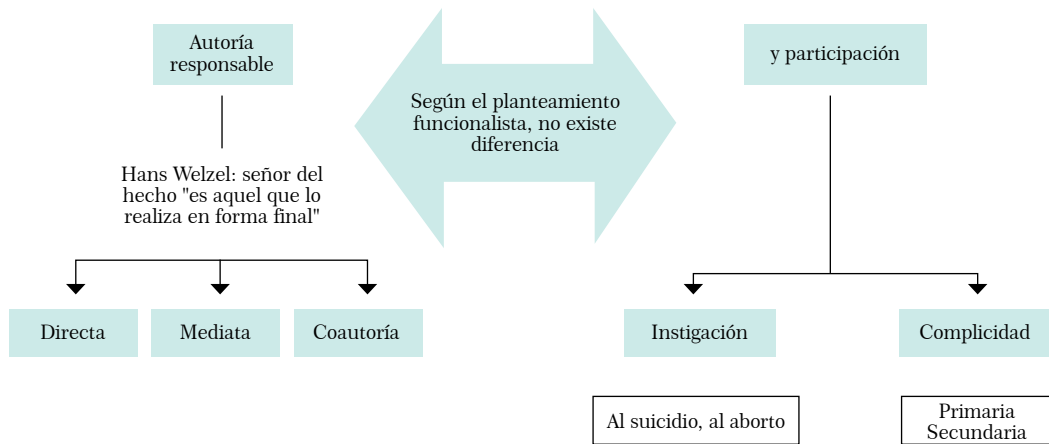 Autoría
responsable
Según el planteamiento
funcionalista, no existe
diferencia
y participación
Hans Welzel: señor del
hecho "es aquel que lo
realiza en forma final"
Directa
Mediata
Coautoría
Instigación
Complicidad
Al suicidio, al aborto
Primaria
Secundaria